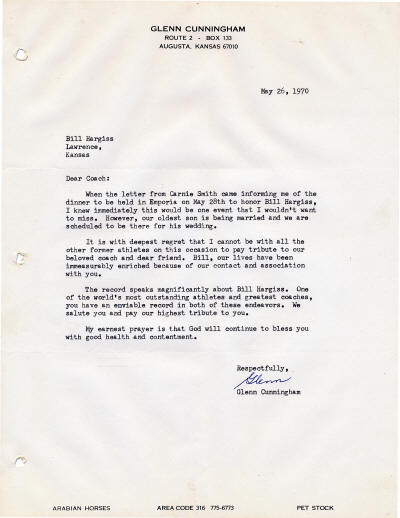 GLENN CUNNINGHAM
ROUTE 2 - BOX 133
AUGUSTA, KANSAS 67010
May 26, 1970
Bill Hargiss
Lawrence,
Kansas
Dear Coach:
When the letter from Carnie Smith came informing me of the
dinner to be held in Emporia on May 28th to honor Bill Hargiss,
I knew immediately this would be one event that I wouldn't want
to miss. However, our oldest son is being married and we are
scheduled to be there for his wedding.
It is with deepest regret that I cannot be with all the
other former athletes on this occasion to pay tribute to our
beloved coach and dear friend. Bill, our lives have been
immeasurably enriched because of our contact and association
with you.
The record speaks magnificantly about Bill Hargiss. One
of the world's most outstanding athletes and greatest coaches,
you have an enviable record in both of these endeavors. We
salute you and pay our highest tribute to you.
My earnest prayer is that God will continue to bless you
with good health and contentment.
Respectfully,
Glenn
Glenn Cunningham
ARABIAN HORSES AREA CODE 316 775-6773 PET STOCK